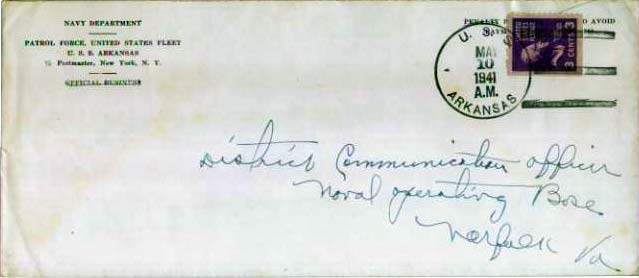 NAVY DEPARTMENT
PATROL FORCE, UNITED STATES FLEET
U. S. S. ARKANSAS
℅ Postmaster, New York, N. Y.
OFFICIAL BUSINESS
PENALTY TO AVOID
U. S.
MAY
10
1941
A.M.
ARKANSAS
3 CENTS 3
District Communication Officer
Naval Operating Base
Norfolk Va